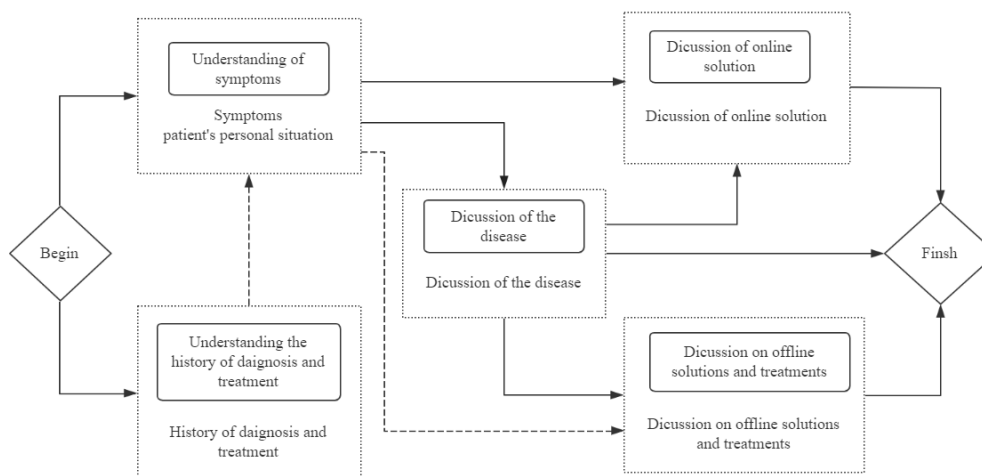 Understanding of
symptoms
Symptoms
patient's personal situation
Dicussion of online
solution
Dicussion of online solution
Begin
Dicussion of the
disease
Dicussion of the disease
Finsh
Understanding the
history of daignosis and
treatment
History of daignosis and
treatment
Dicussion on offline
solutions and treatments
Dicussion on offline solutions
and treatments